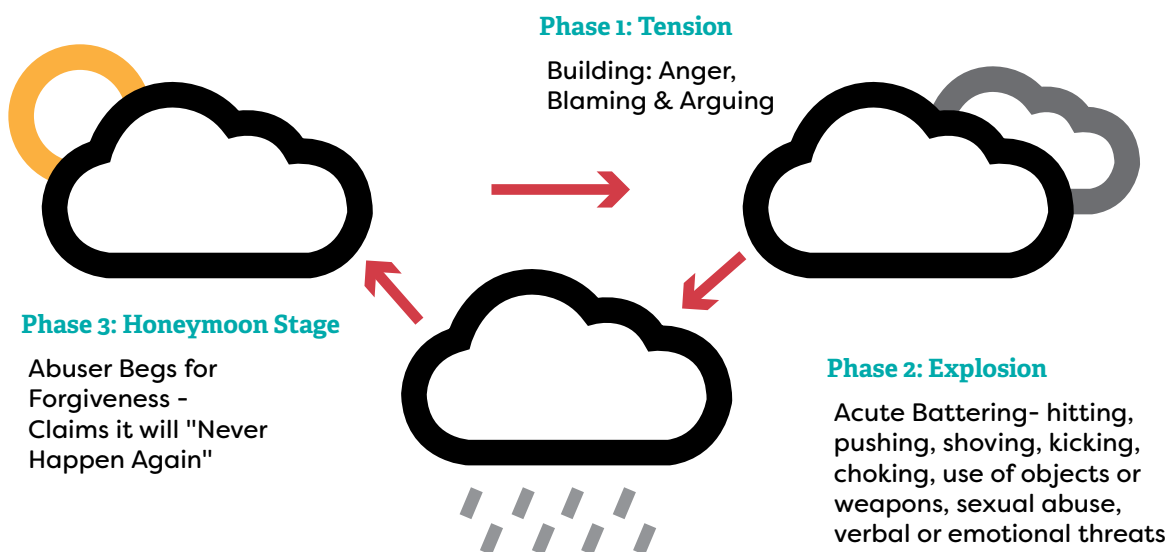 Phase 1: Tension
Building: Anger,
Blaming & Arguing
Phase 2: Explosion
Acute Battering- hitting,
pushing, shoving, kicking,
choking, use of objects or
weapons, sexual abuse,
verbal or emotional threats
Phase 3: Honeymoon Stage
Abuser Begs for
Forgiveness -
Claims it will "Never
Happen Again"